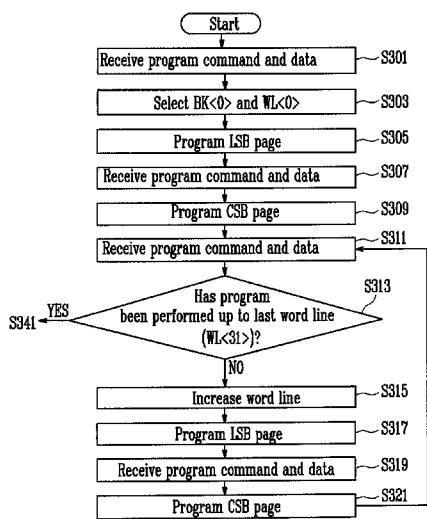 Start
Receive program command and data S301
Select BK<0> and WL<0> S303
Program LSB page S305
Receive program command and data S307
Program CSB page S309
Receive program command and data S311
Has program
been performed up to last word line
(WL<31>)?
S313
YES
S341
NO
Increase word line S315
Program LSB page S317
Receive program command and data S319
Program CSB page S321